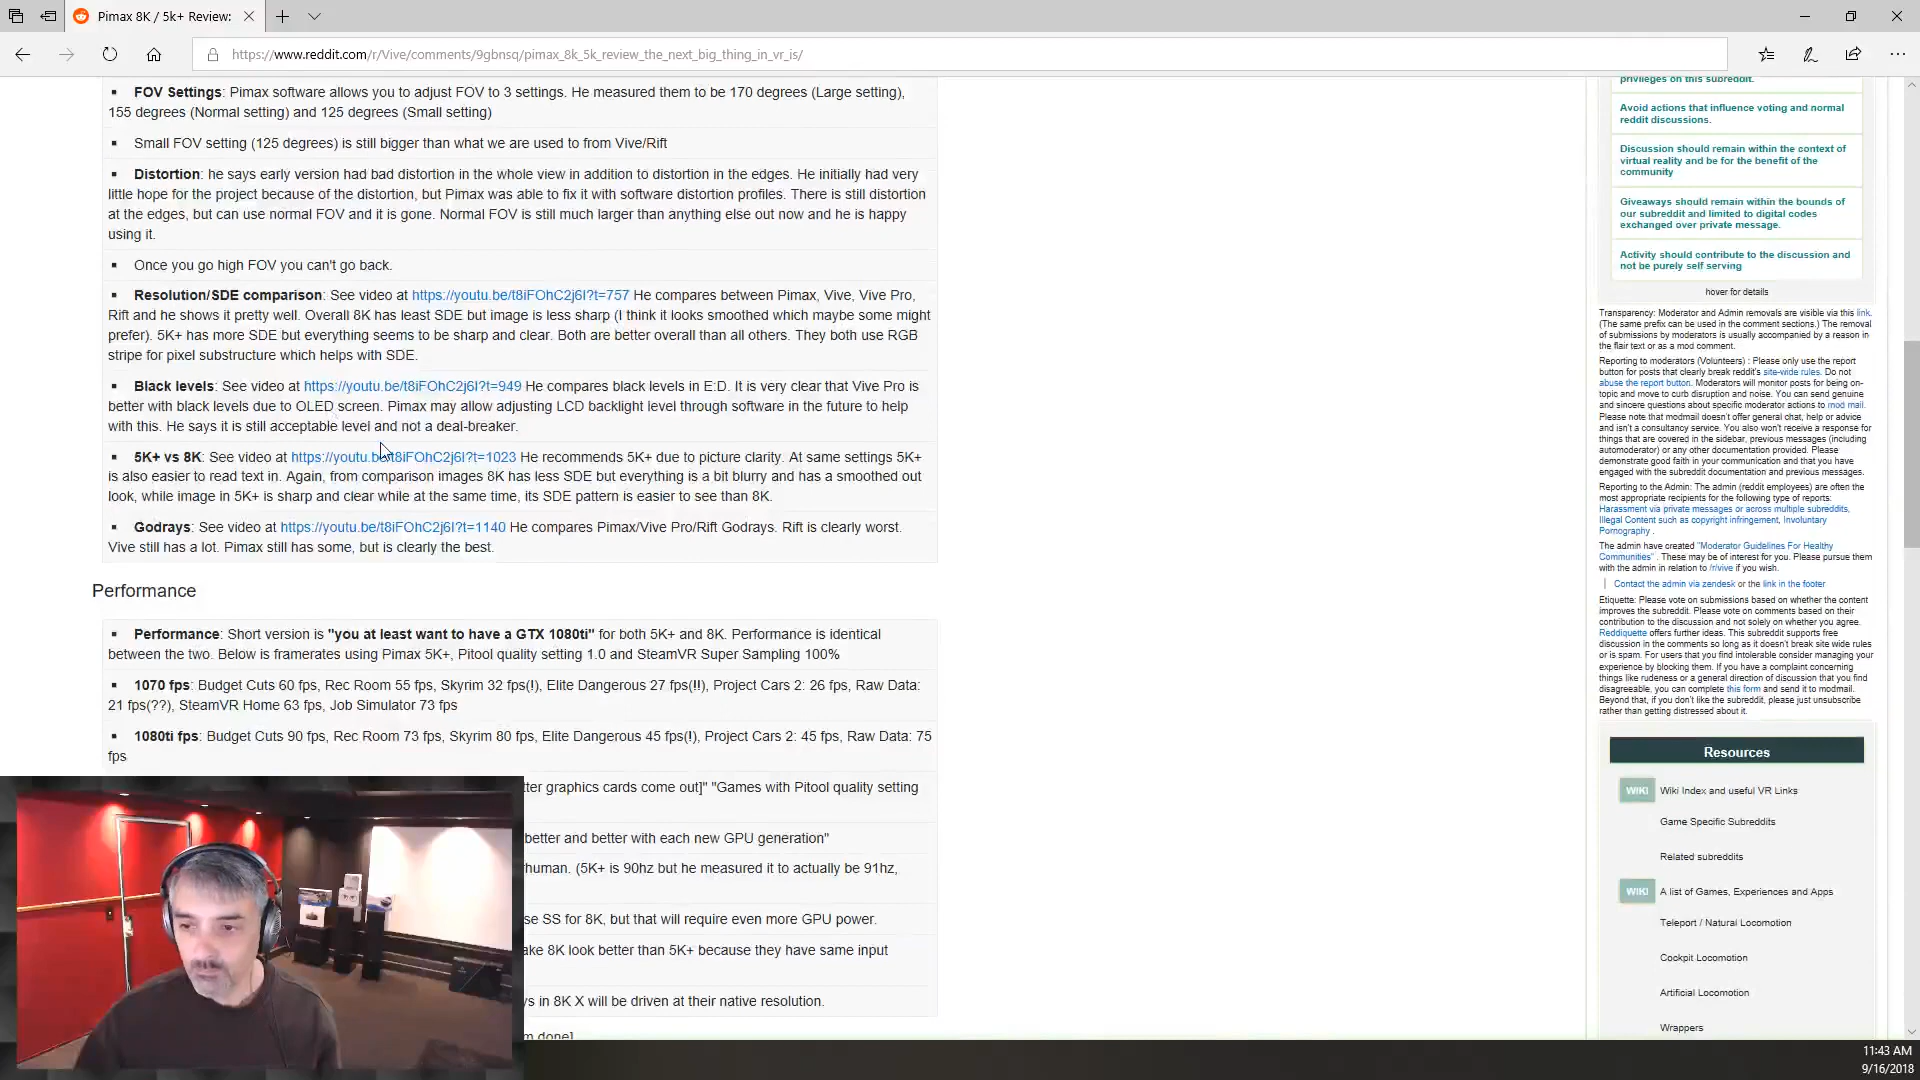 Pimax 8K / 5k+ Review:
https://www.reddit.com/r/Vive/comments/9gbnsq/pimax_8k_5k_review_the_next_big_thing_in_vr_is/
FOV Settings: Pimax software allows you to adjust FOV to 3 settings. He measured them to be 170 degrees (Large setting),
155 degrees (Normal setting) and 125 degrees (Small setting)
Small FOV setting (125 degrees) is still bigger than what we are used to from Vive/Rift
Distortion: he says early version had bad distortion in the whole view in addition to distortion in the edges. He initially had very
little hope for the project because of the distortion, but Pimax was able to fix it with software distortion profiles. There is still distortion
at the edges, but can use normal FOV and it is gone. Normal FOV is still much larger than anything else out now and he is happy
using it.
Once you go high FOV you can't go back.
Resolution/SDE comparison: See video at https://youtu.be/t8iFOhC2j6I?t=757 He compares between Pimax, Vive, Vive Pro,
Rift and he shows it pretty well. Overall 8K has least SDE but image is less sharp (I think it looks smoothed which maybe some might
prefer). 5K+ has more SDE but everything seems to be sharp and clear. Both are better overall than all others. They both use RGB
stripe for pixel substructure which helps with SDE.
Black levels: See video at https://youtu.be/t8iFOhC2j6I?t=949 He compares black levels in E:D. It is very clear that Vive Pro is
better with black levels due to OLED screen. Pimax may allow adjusting LCD backlight level through software in the future to help
with this. He says it is still acceptable level and not a deal-breaker.
5K+ vs 8K: See video at https://youtu.be/t8iFOhC2j6I?t=1023 He recommends 5K+ due to picture clarity. At same settings 5K+
is also easier to read text in. Again, from comparison images 8K has less SDE but everything is a bit blurry and has a smoothed out
look, while image in 5K+ is sharp and clear while at the same time, its SDE pattern is easier to see than 8K.
Godrays: See video at https://youtu.be/t8iFOhC2j6I?t=1140 He compares Pimax/Vive Pro/Rift Godrays. Rift is clearly worst.
Vive still has a lot. Pimax still has some, but is clearly the best.
Performance
Performance: Short version is "you at least want to have a GTX 1080ti" for both 5K+ and 8K. Performance is identical
between the two. Below is framerates using Pimax 5K+, Pitool quality setting 1.0 and SteamVR Super Sampling 100%
1070 fps: Budget Cuts 60 fps, Rec Room 55 fps, Skyrim 32 fps(!), Elite Dangerous 27 fps(!!), Project Cars 2: 26 fps, Raw Data:
21 fps(??), SteamVR Home 63 fps, Job Simulator 73 fps
1080ti fps: Budget Cuts 90 fps, Rec Room 73 fps, Skyrim 80 fps, Elite Dangerous 45 fps(!), Project Cars 2: 45 fps, Raw Data: 75
fps
tter graphics cards come out]" "Games with Pitool quality setting
better and better with each new GPU generation"
human. (5K+ is 90hz but he measured it to actually be 91hz,
se SS for 8K, but that will require even more GPU power.
ake 8K look better than 5K+ because they have same input
ys in 8K X will be driven at their native resolution.
m done]
privileges on this subreddit.
Avoid actions that influence voting and normal
reddit discussions.
Discussion should remain within the context of
virtual reality and be for the benefit of the
community
Giveaways should remain within the bounds of
our subreddit and limited to digital codes
exchanged over private message.
Activity should contribute to the discussion and
not be purely self serving
hover for details
Transparency: Moderator and Admin removals are visible via this link.
(The same prefix can be used in the comment sections.) The removal
of submissions by moderators is usually accompanied by a reason in
the flair text or as a mod comment.
Reporting to moderators (Volunteers) : Please only use the report
button for posts that clearly break reddit's site-wide rules. Do not
abuse the report button. Moderators will monitor posts for being on-
topic and move to curb disruption and noise. You can send genuine
and sincere questions about specific moderator actions to mod mail.
Please note that modmail doesn't offer general chat, help or advice
and isn't a consultancy service. You also won't receive a response for
things that are covered in the sidebar, previous messages (including
automoderator) or any other documentation provided. Please
demonstrate good faith in your communication and that you have
engaged with the subreddit documentation and previous messages.
Reporting to the Admin: The admin (reddit employees) are often the
most appropriate recipients for the following type of reports:
Harassment via private messages or across multiple subreddits,
Illegal Content such as copyright infringement, Involuntary
Pornography .
The admin have created "Moderator Guidelines For Healthy
Communities" . These may be of interest for you. Please pursue them
with the admin in relation to /r/vive if you wish.
Contact the admin via zendesk or the link in the footer
Etiquette: Please vote on submissions based on whether the content
improves the subreddit. Please vote on comments based on their
contribution to the discussion and not solely on whether you agree.
Reddiquette offers further ideas. This subreddit supports free
discussion in the comments so long as it doesn't break site wide rules
or is spam. For users that you find intolerable consider managing your
experience by blocking them. If you have a complaint concerning
things like rudeness or a general direction of discussion that you find
disagreeable, you can complete this form and send it to modmail.
Beyond that, if you don't like the subreddit, please just unsubscribe
rather than getting distressed about it.
Resources
WIKI Wiki Index and useful VR Links
Game Specific Subreddits
Related subreddits
WIKI A list of Games, Experiences and Apps
Teleport / Natural Locomotion
Cockpit Locomotion
Artificial Locomotion
Wrappers
11:43 AM
9/16/2018